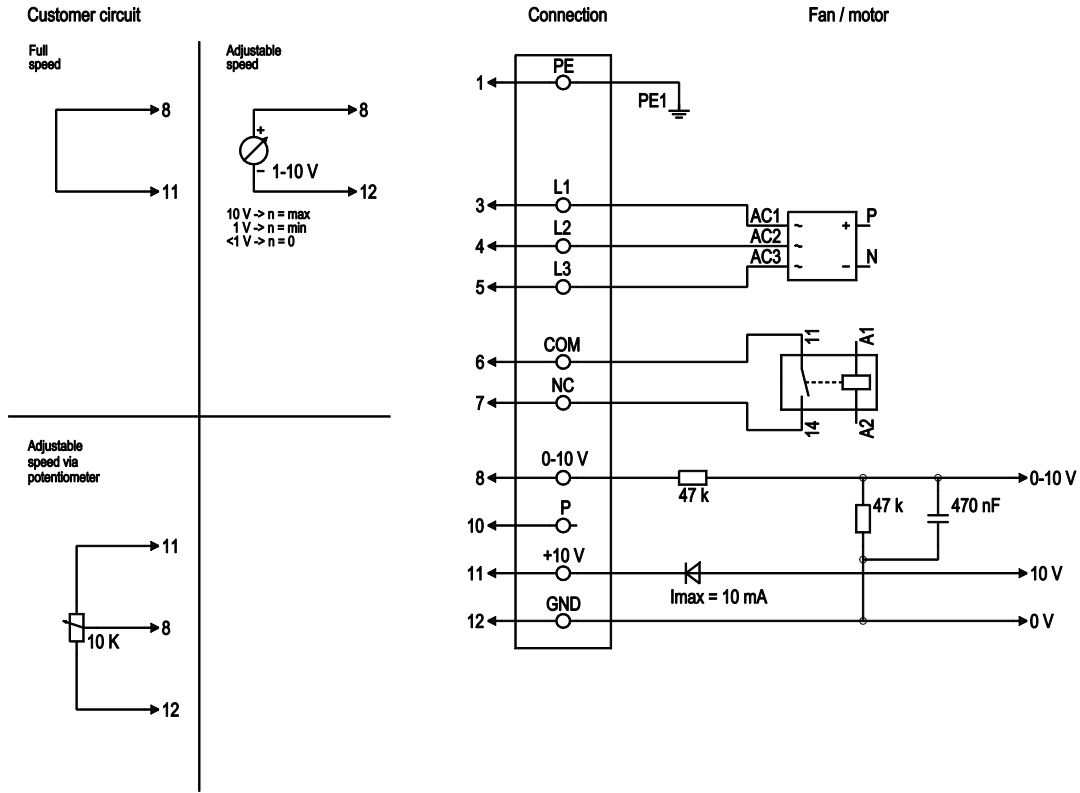 Customer circuit
Connection
Fan / motor
Full
speed
8
11
Adjustable
speed
8
+
–
1-10 V
12
10 V -> n = max
1 V -> n = min
<1 V -> n = 0
Adjustable
speed via
potentiometer
11
8
10 K
12
1
PE
PE1
3
L1
AC1
4
L2
AC2
5
L3
AC3
~
~
~
+
–
P
N
6
COM
7
NC
11
14
A1
A2
8
0-10 V
47 k
47 k
470 nF
0-10 V
10
P
11
+10 V
Imax = 10 mA
10 V
12
GND
0 V